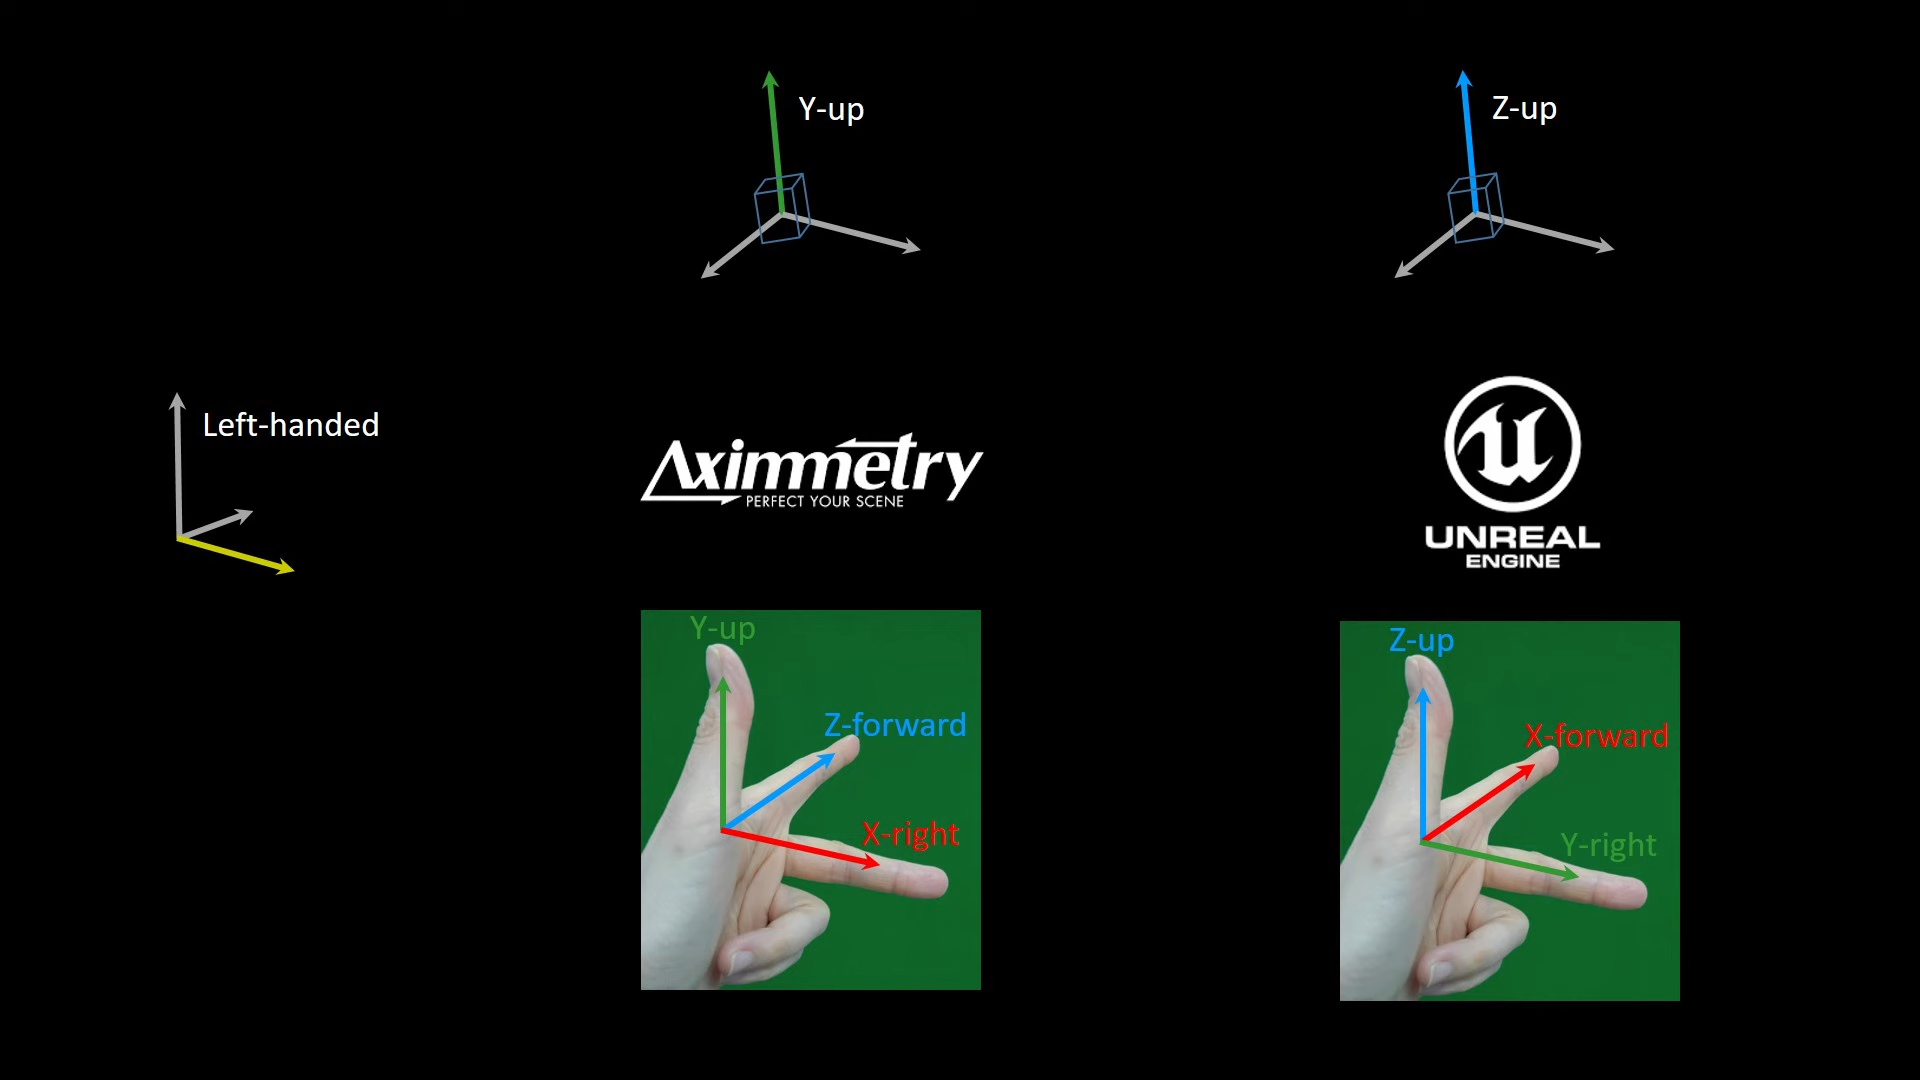 Y-up
Z-up
Left-handed
Aximmetry
PERFECT YOUR SCENE
UNREAL
ENGINE
Y-up
Z-forward
X-right
Z-up
X-forward
Y-right